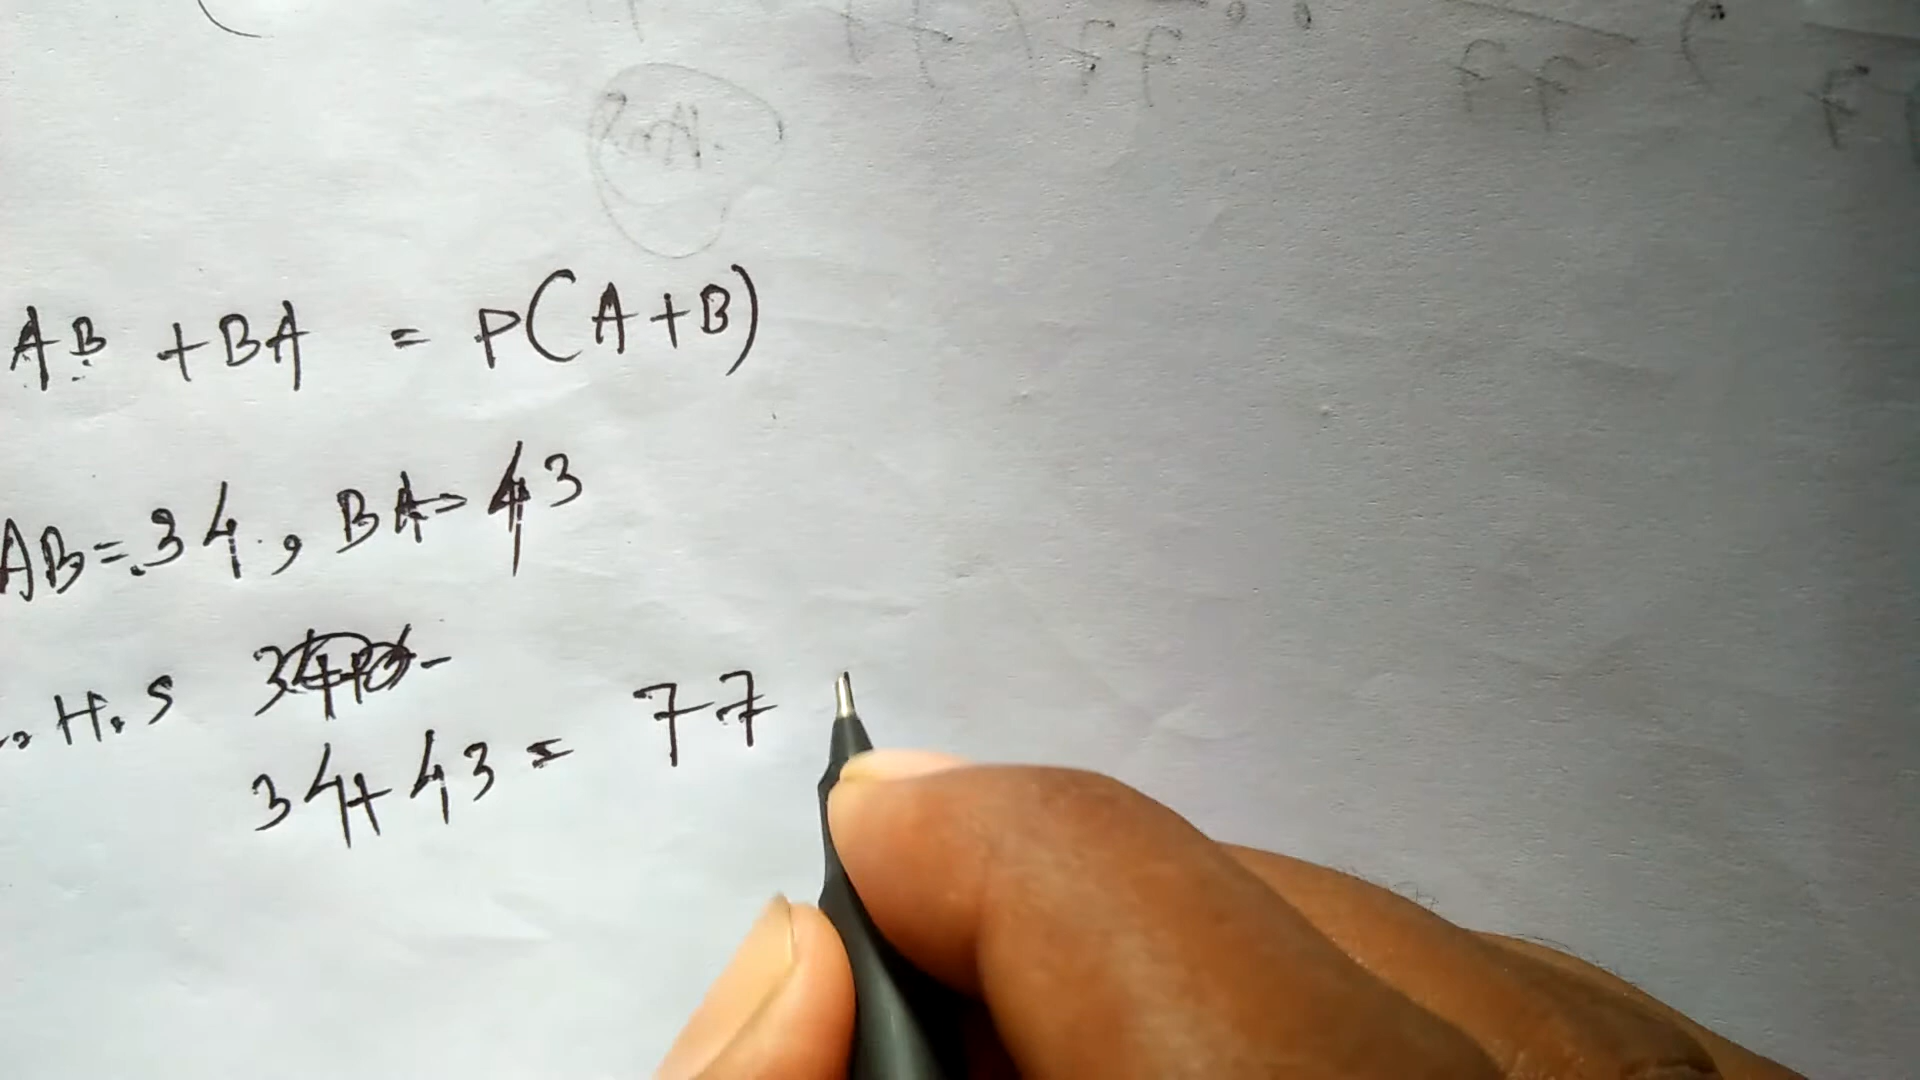 AB + BA = P(A+B)
AB = 34, BA = 43
. H. S
34 + 43 = 77